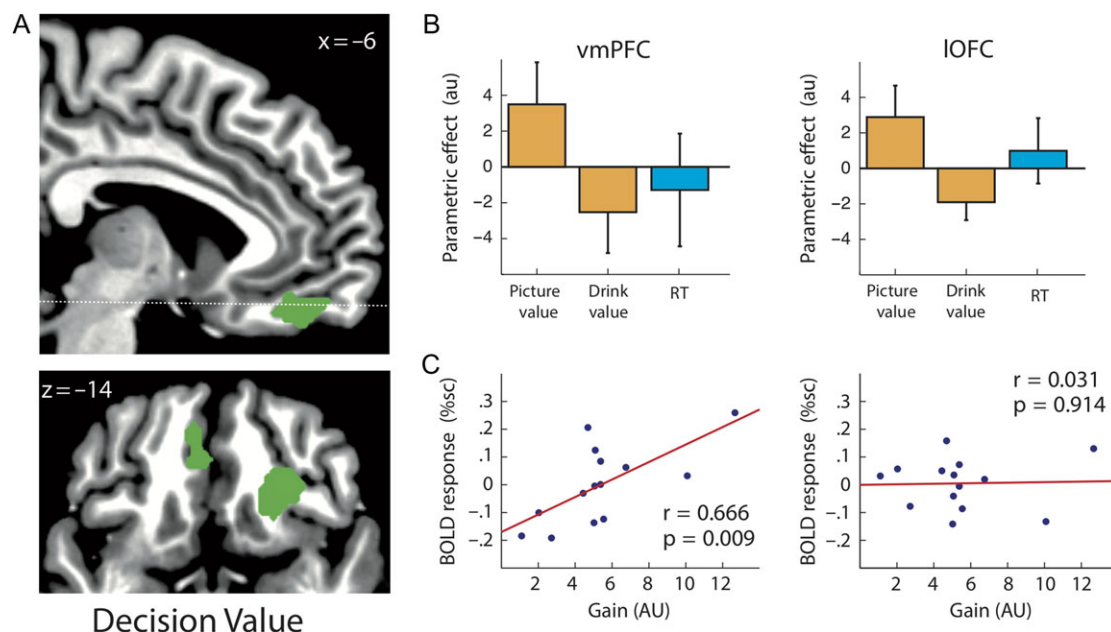 A
x=–6
z=–14
Decision Value
B
vmPFC
Parametric effect (au)
4
2
0
–2
–4
Picture value
Drink value
RT
lOFC
Parametric effect (au)
4
2
0
–2
–4
Picture value
Drink value
RT
C
BOLD response (%sc)
.3
.2
.1
0
–.1
–.2
r = 0.666
p = 0.009
2 4 6 8 10 12
Gain (AU)
BOLD response (%sc)
.3
.2
.1
0
–.1
–.2
r = 0.031
p = 0.914
2 4 6 8 10 12
Gain (AU)